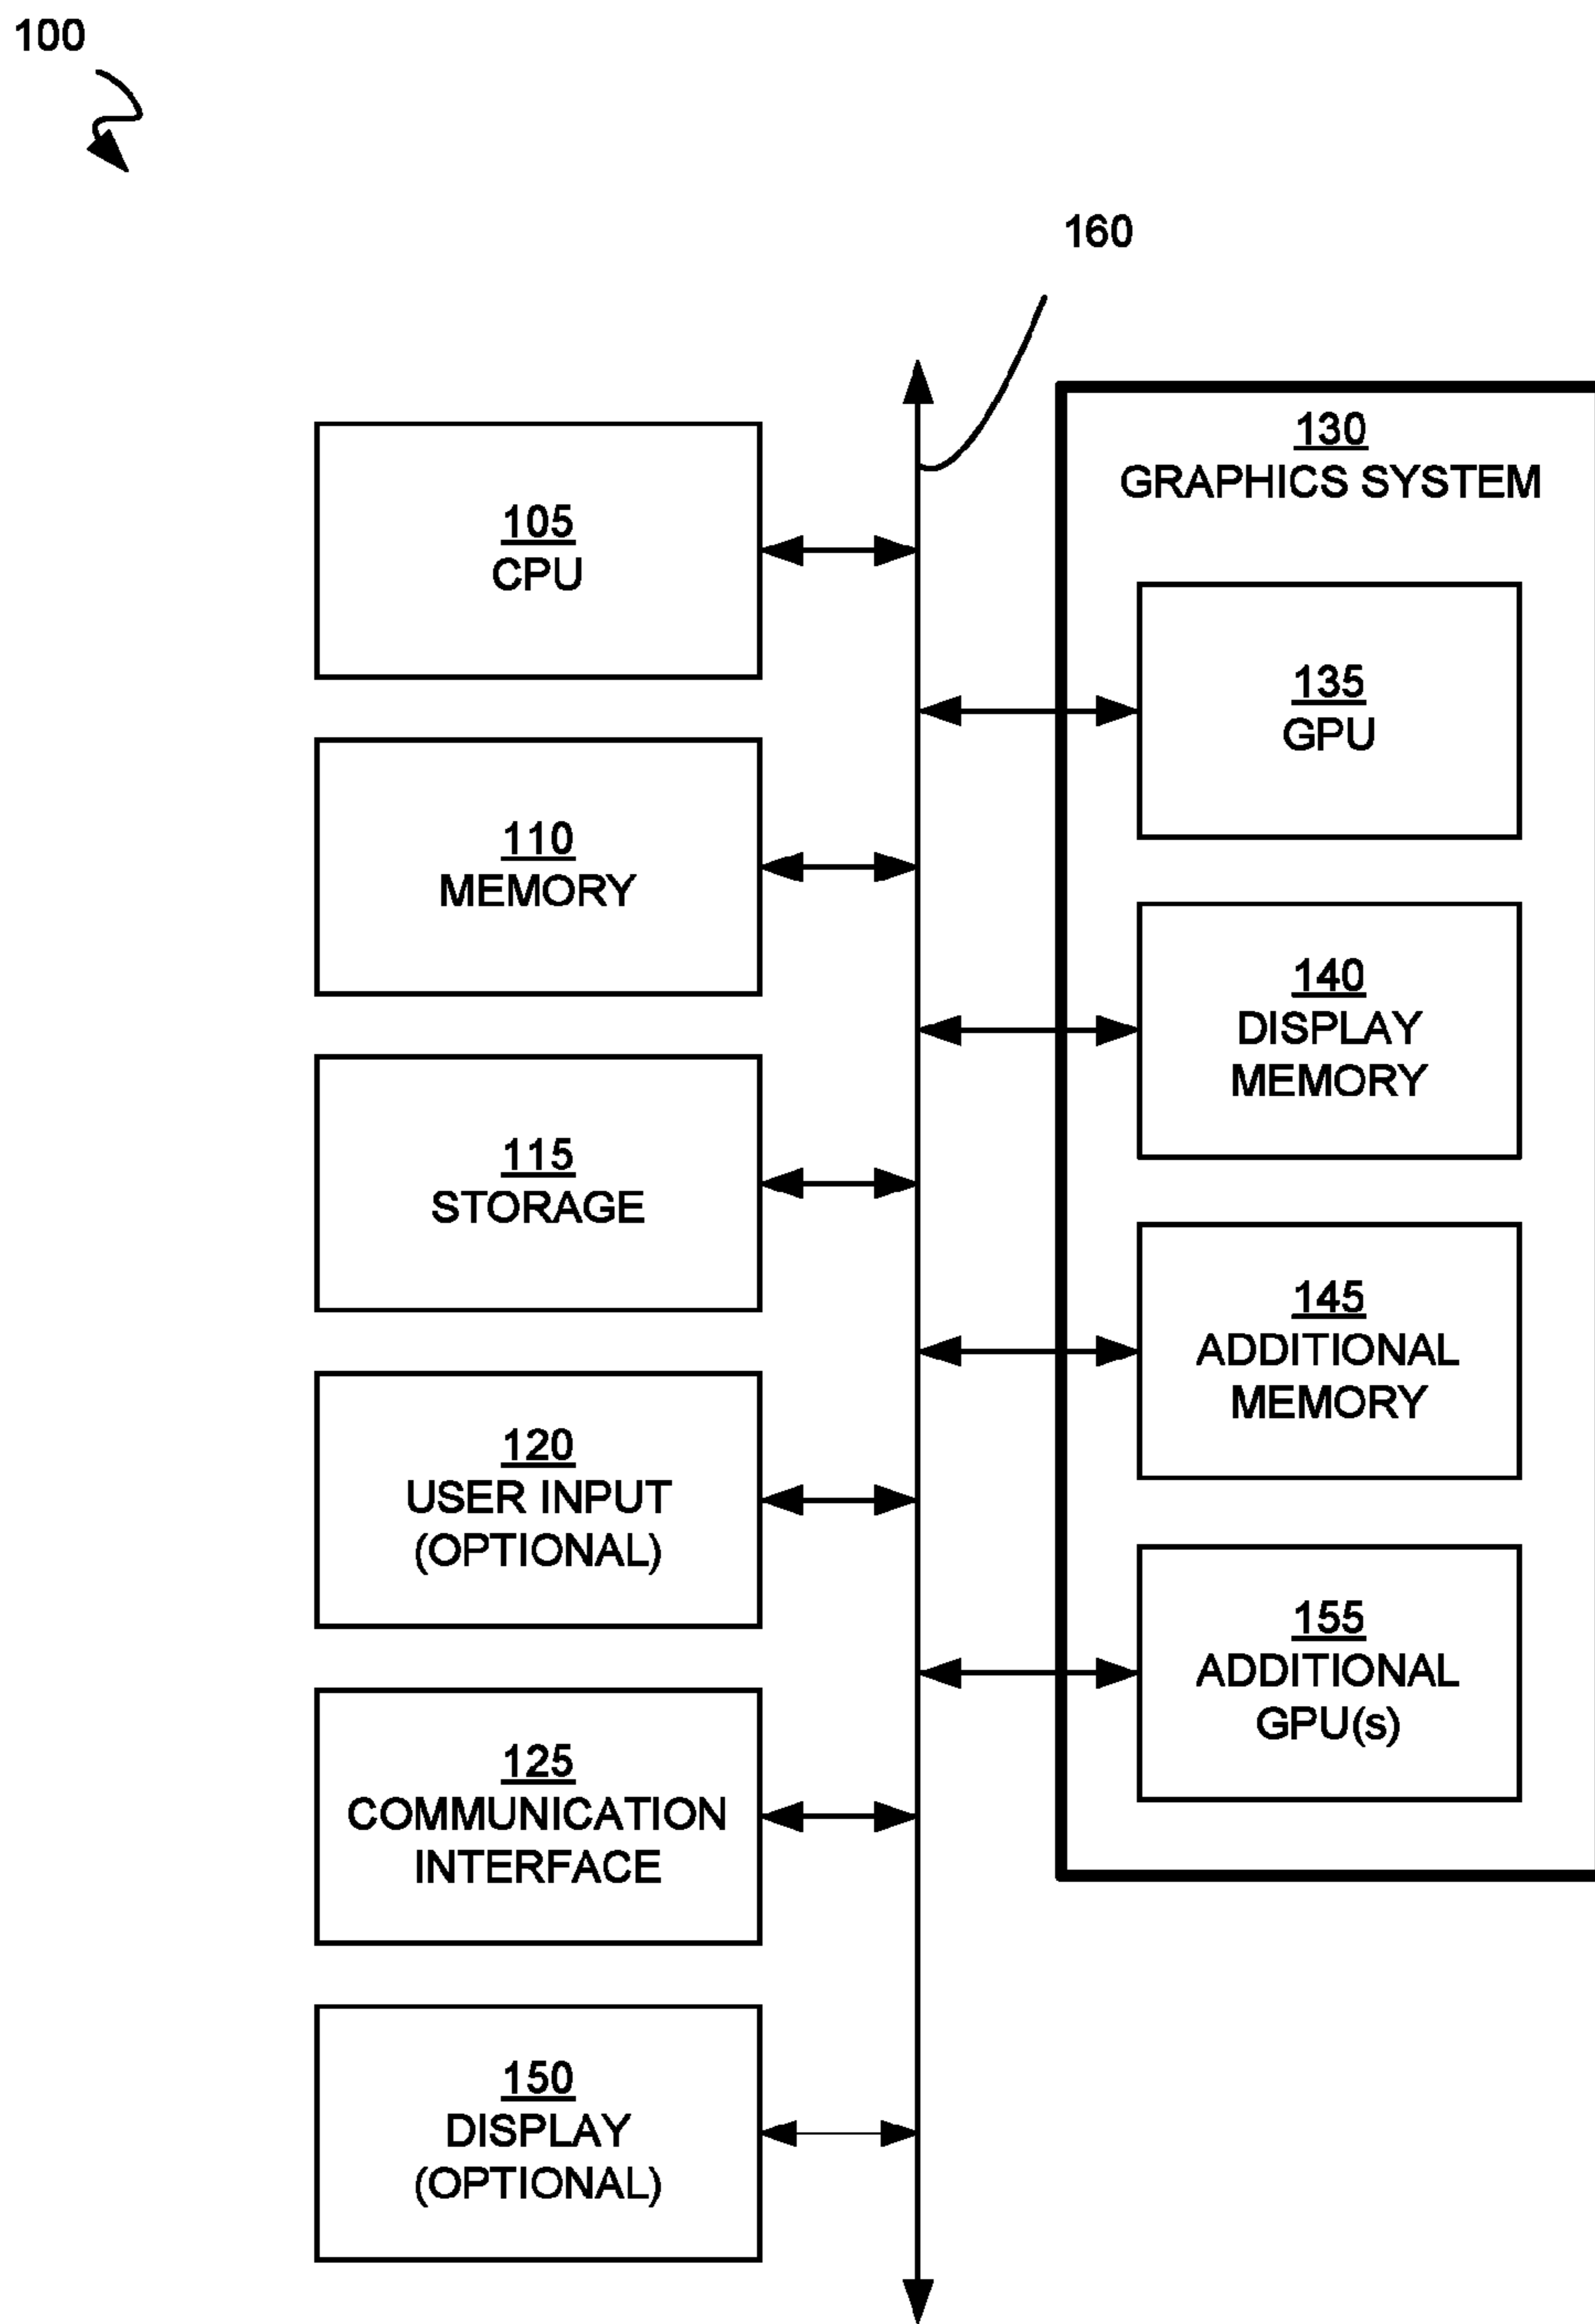 100
160
105
CPU
110
MEMORY
115
STORAGE
120
USER INPUT
(OPTIONAL)
125
COMMUNICATION
INTERFACE
150
DISPLAY
(OPTIONAL)
130
GRAPHICS SYSTEM
135
GPU
140
DISPLAY
MEMORY
145
ADDITIONAL
MEMORY
155
ADDITIONAL
GPU(s)